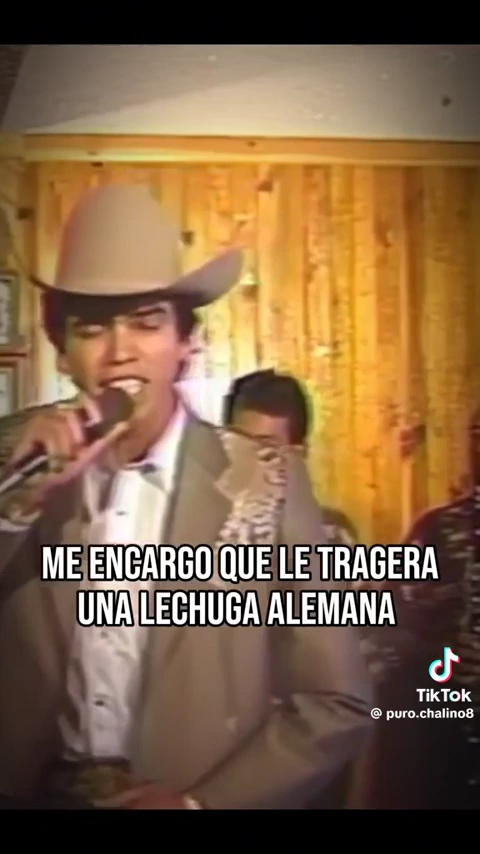 ME ENCARGO QUE LE TRAGERA
UNA LECHUGA ALEMANA
TikTok
@ puro.chalino8